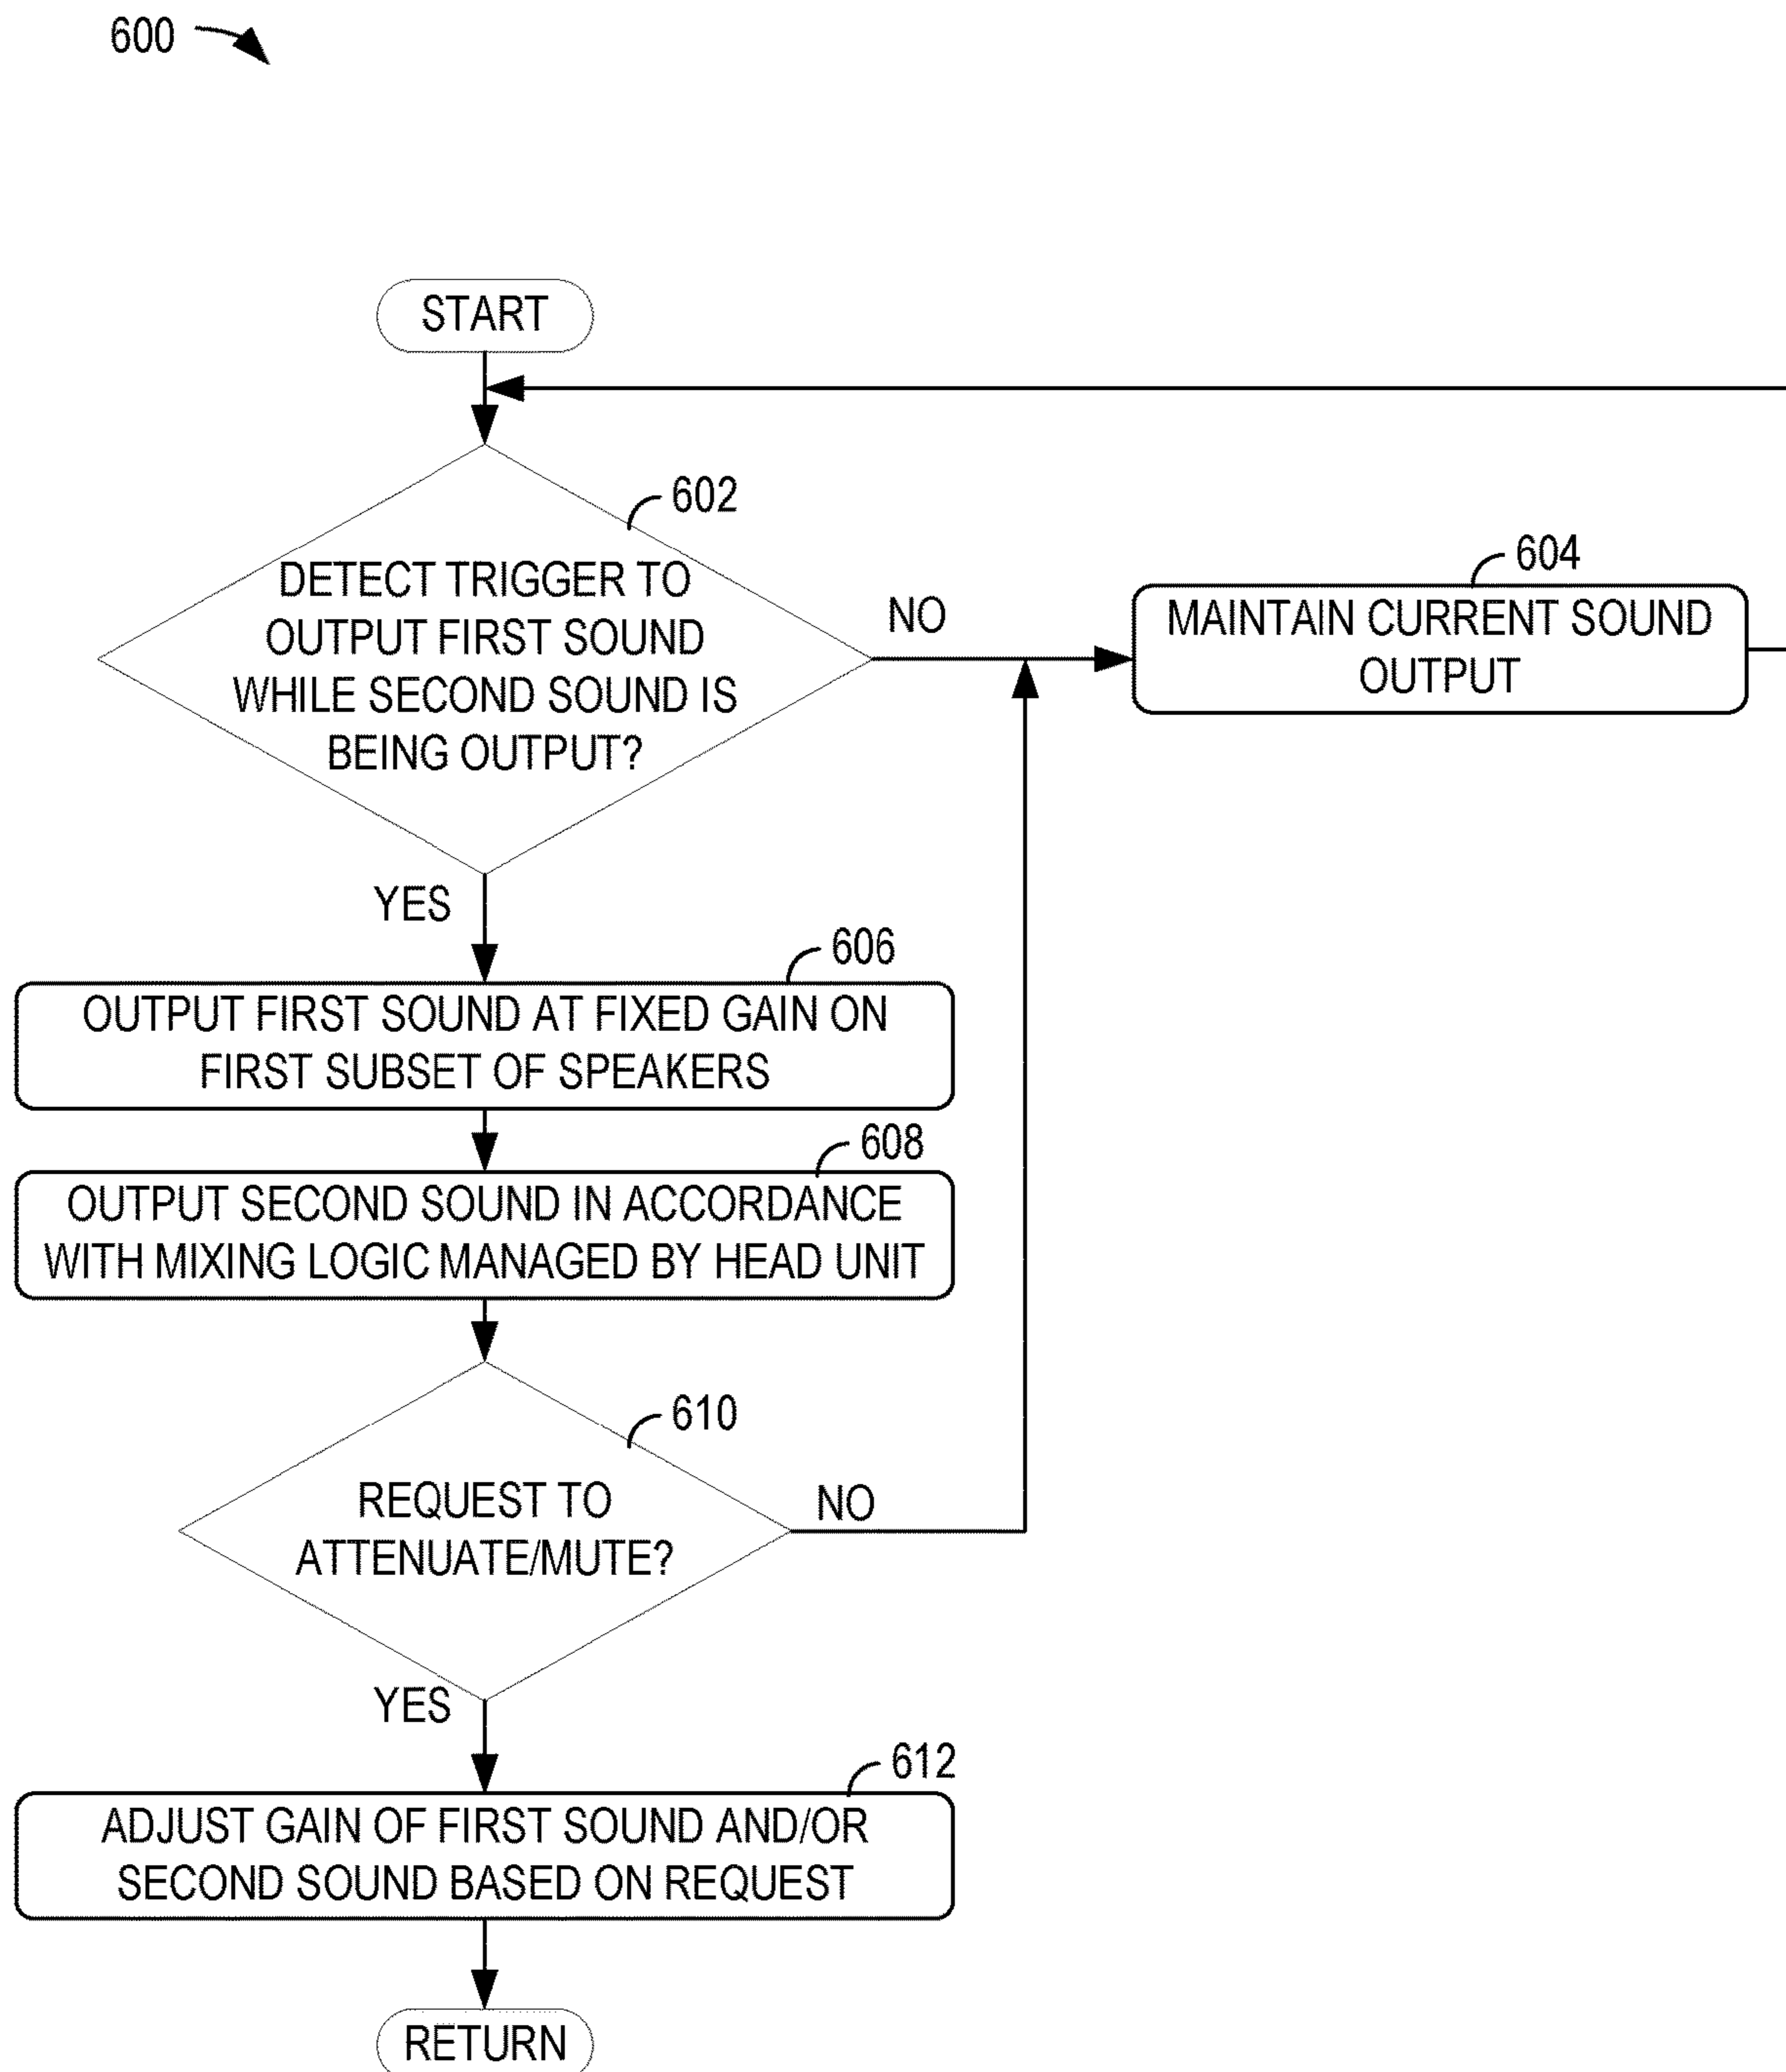 600
START
602
DETECT TRIGGER TO
OUTPUT FIRST SOUND
WHILE SECOND SOUND IS
BEING OUTPUT?
NO
604
MAINTAIN CURRENT SOUND
OUTPUT
YES
606
OUTPUT FIRST SOUND AT FIXED GAIN ON
FIRST SUBSET OF SPEAKERS
608
OUTPUT SECOND SOUND IN ACCORDANCE
WITH MIXING LOGIC MANAGED BY HEAD UNIT
610
REQUEST TO
ATTENUATE/MUTE?
NO
YES
612
ADJUST GAIN OF FIRST SOUND AND/OR
SECOND SOUND BASED ON REQUEST
RETURN